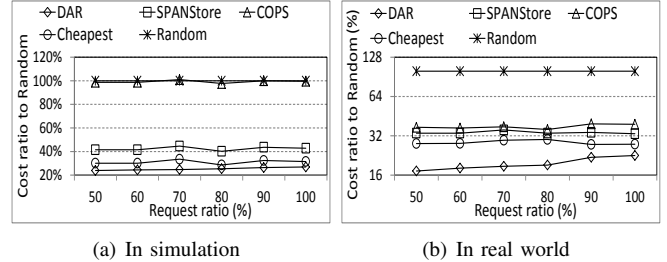 DAR SPANStore COPS
Cheapest Random
Cost ratio to Random
120%
100%
80%
60%
40%
20%
50 60 70 80 90 100
Request ratio (%)
(a) In simulation
DAR SPANStore COPS
Cheapest Random
Cost ratio to Random (%)
128
64
32
16
50 60 70 80 90 100
Request ratio (%)
(b) In real world